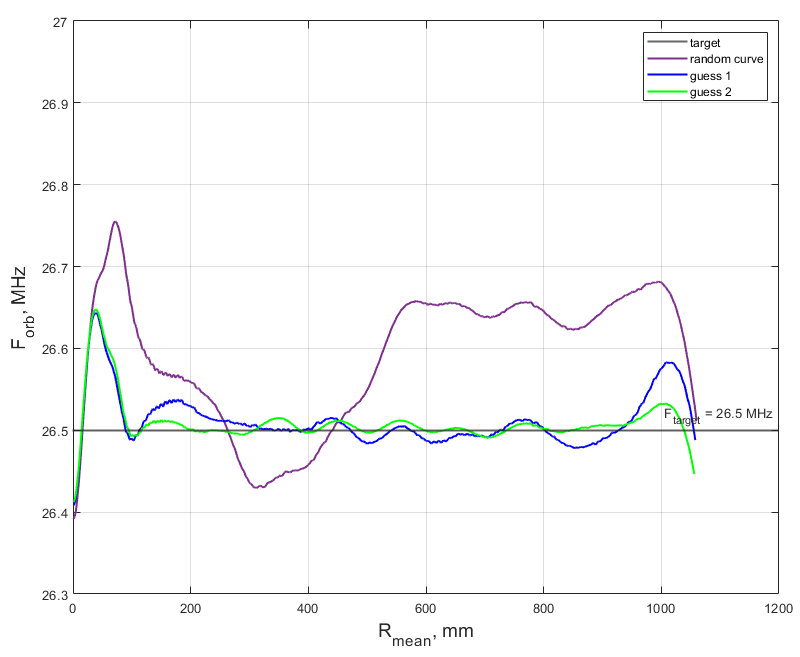 27
26.9
26.8
26.7
26.6
26.5
26.4
26.3
F_orb, MHz
target
random curve
guess 1
guess 2
F_target = 26.5 MHz
0 200 400 600 800 1000 1200
R_mean, mm